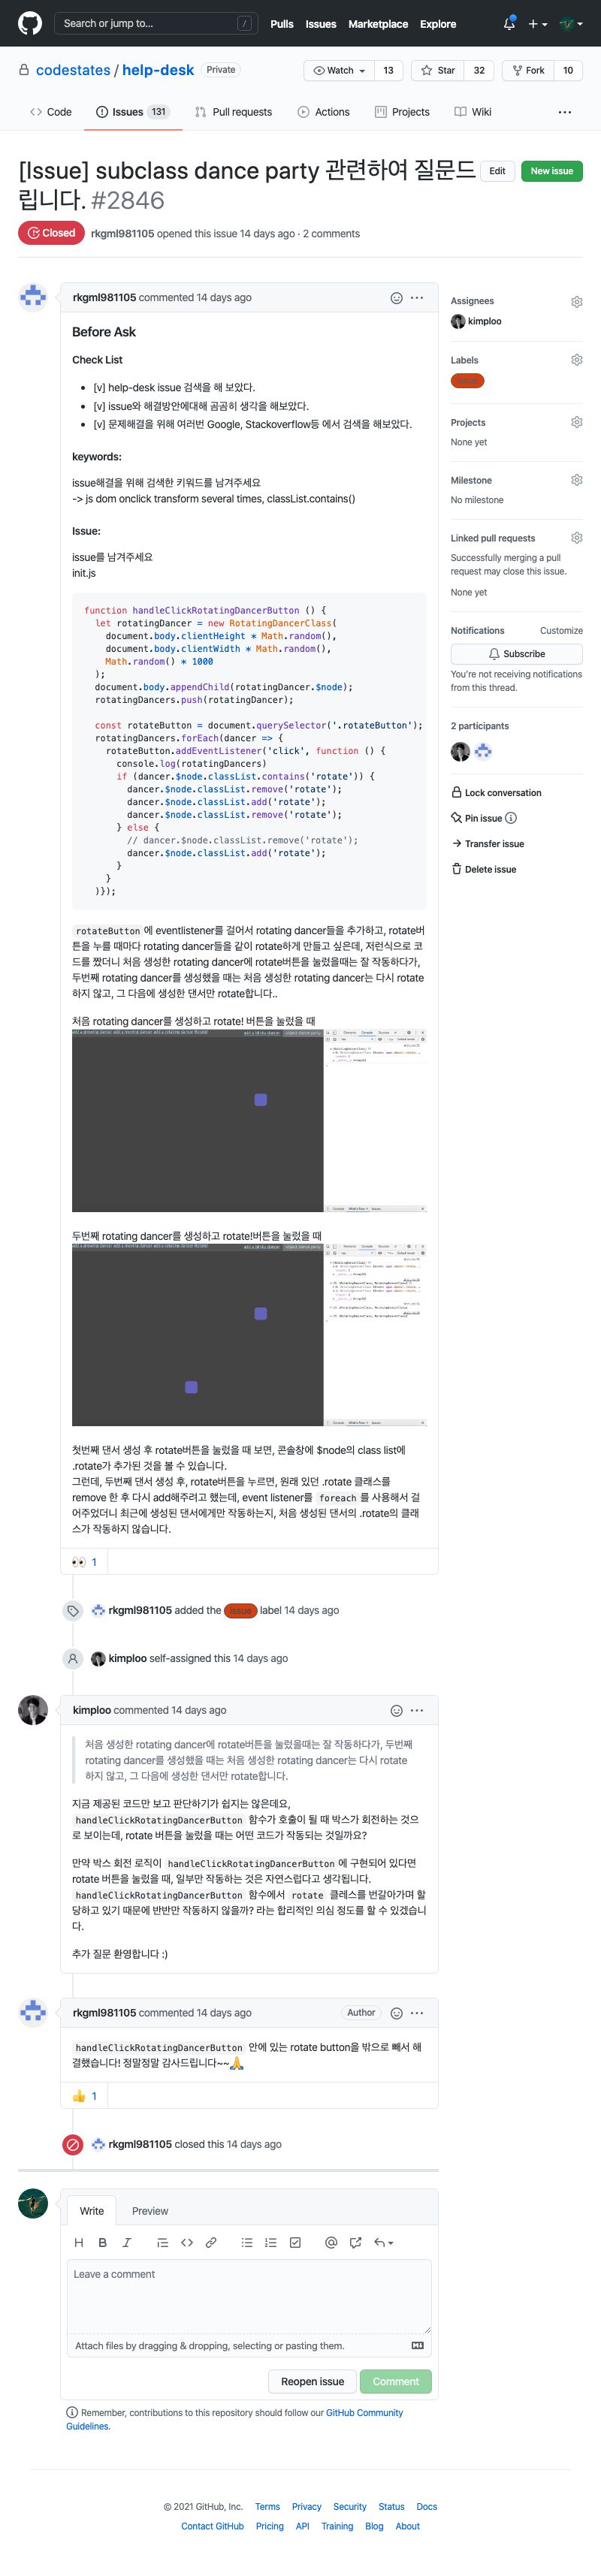 Search or jump to...
/
Pulls Issues Marketplace Explore
codestates / help-desk Private
Watch 13 Star 32 Fork 10
Code Issues 131 Pull requests Actions Projects Wiki
[Issue] subclass dance party 관련하여 질문드
립니다. #2846
Edit New issue
Closed rkgml981105 opened this issue 14 days ago · 2 comments
rkgml981105 commented 14 days ago
Before Ask
Check List
[v] help-desk issue 검색을 해 보았다.
[v] issue와 해결방안에대해 곰곰히 생각을 해보았다.
[v] 문제해결을 위해 여러번 Google, Stackoverflow등 에서 검색을 해보았다.
keywords:
issue해결을 위해 검색한 키워드를 남겨주세요
-> js dom onclick transform several times, classList.contains()
Issue:
issue를 남겨주세요
init.js
function handleClickRotatingDancerButton () {
let rotatingDancer = new RotatingDancerClass(
document.body.clientHeight * Math.random(),
document.body.clientWidth * Math.random(),
Math.random() * 1000
);
document.body.appendChild(rotatingDancer.$node);
rotatingDancers.push(rotatingDancer);
const rotateButton = document.querySelector('.rotateButton');
rotatingDancers.forEach(dancer => {
rotateButton.addEventListener('click', function () {
console.log(rotatingDancers)
if (dancer.$node.classList.contains('rotate')) {
dancer.$node.classList.remove('rotate');
dancer.$node.classList.add('rotate');
dancer.$node.classList.remove('rotate');
} else {
// dancer.$node.classList.remove('rotate');
dancer.$node.classList.add('rotate');
}
}
)});
rotateButton 에 eventlistener를 걸어서 rotating dancer들을 추가하고, rotate버
튼을 누를 때마다 rotating dancer들을 같이 rotate하게 만들고 싶은데, 저런식으로 코
드를 짰더니 처음 생성한 rotating dancer에 rotate버튼을 눌렀을때는 잘 작동하다가,
두번째 rotating dancer를 생성했을 때는 처음 생성한 rotating dancer는 다시 rotate
하지 않고, 그 다음에 생성한 댄서만 rotate합니다..
처음 rotating dancer를 생성하고 rotate! 버튼을 눌렀을 때
두번째 rotating dancer를 생성하고 rotate!버튼을 눌렀을 때
첫번째 댄서 생성 후 rotate버튼을 눌렀을 때 보면, 콘솔창에 $node의 class list에
.rotate가 추가된 것을 볼 수 있습니다.
그런데, 두번째 댄서 생성 후, rotate버튼을 누르면, 원래 있던 .rotate 클래스를
remove 한 후 다시 add해주려고 했는데, event listener를 foreach 를 사용해서 걸
어주었더니 최근에 생성된 댄서에게만 작동하는지, 처음 생성된 댄서의 .rotate의 클래
스가 작동하지 않습니다.
👀 1
rkgml981105 added the issue label 14 days ago
kimploo self-assigned this 14 days ago
kimploo commented 14 days ago
처음 생성한 rotating dancer에 rotate버튼을 눌렀을때는 잘 작동하다가, 두번째
rotating dancer를 생성했을 때는 처음 생성한 rotating dancer는 다시 rotate
하지 않고, 그 다음에 생성한 댄서만 rotate합니다.
지금 제공된 코드만 보고 판단하기가 쉽지는 않은데요,
handleClickRotatingDancerButton 함수가 호출이 될 때 박스가 회전하는 것으
로 보이는데, rotate 버튼을 눌렀을 때는 어떤 코드가 작동되는 것일까요?
만약 박스 회전 로직이 handleClickRotatingDancerButton 에 구현되어 있다면
rotate 버튼을 눌렀을 때, 일부만 작동하는 것은 자연스럽다고 생각됩니다.
handleClickRotatingDancerButton 함수에서 rotate 클레스를 번갈아가며 할
당하고 있기 때문에 반반만 작동하지 않을까? 라는 합리적인 의심 정도를 할 수 있겠습니
다.
추가 질문 환영합니다 :)
rkgml981105 commented 14 days ago Author
handleClickRotatingDancerButton 안에 있는 rotate button을 밖으로 빼서 해
결했습니다! 정말정말 감사드립니다~~🙏
👍 1
rkgml981105 closed this 14 days ago
Write Preview
Leave a comment
Attach files by dragging & dropping, selecting or pasting them.
Reopen issue Comment
Remember, contributions to this repository should follow our GitHub Community
Guidelines.
Assignees
kimploo
Labels
issue
Projects
None yet
Milestone
No milestone
Linked pull requests
Successfully merging a pull
request may close this issue.
None yet
Notifications Customize
Subscribe
You're not receiving notifications
from this thread.
2 participants
Lock conversation
Pin issue
Transfer issue
Delete issue
© 2021 GitHub, Inc. Terms Privacy Security Status Docs
Contact GitHub Pricing API Training Blog About